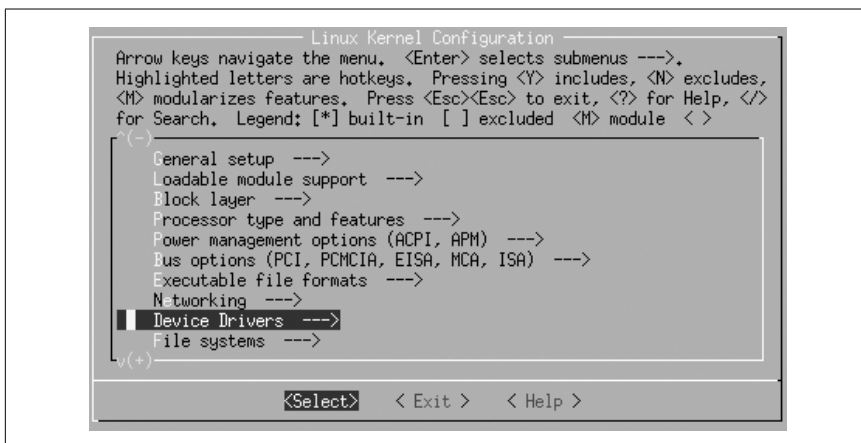 Linux Kernel Configuration
Arrow keys navigate the menu. <Enter> selects submenus --->.
Highlighted letters are hotkeys. Pressing <Y> includes, <N> excludes,
<M> modularizes features. Press <Esc><Esc> to exit, <?> for Help, </>
for Search. Legend: [*] built-in [ ] excluded <M> module < >
^(-)
General setup --->
Loadable module support --->
Block layer --->
Processor type and features --->
Power management options (ACPI, APM) --->
Bus options (PCI, PCMCIA, EISA, MCA, ISA) --->
Executable file formats --->
Networking --->
Device Drivers --->
File systems --->
v(+)
<Select> < Exit > < Help >